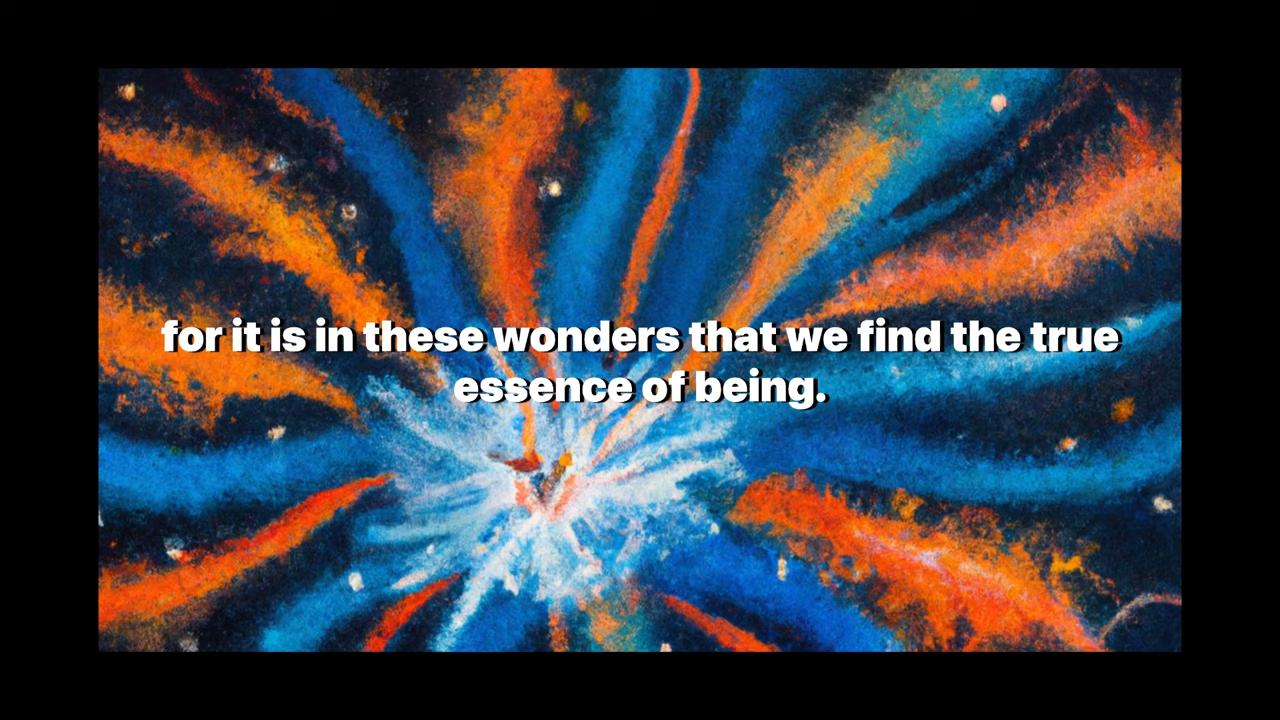 for it is in these wonders that we find the true
essence of being.